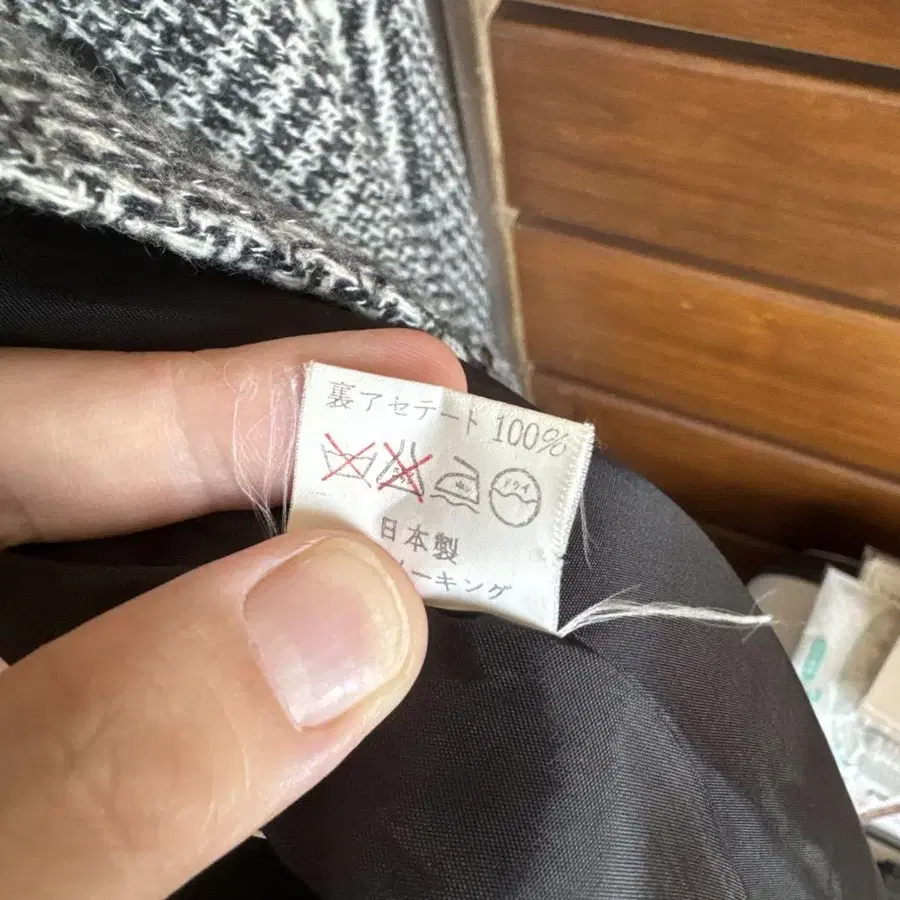 裏アセテート 100%
ドライ
日本製
ーキング